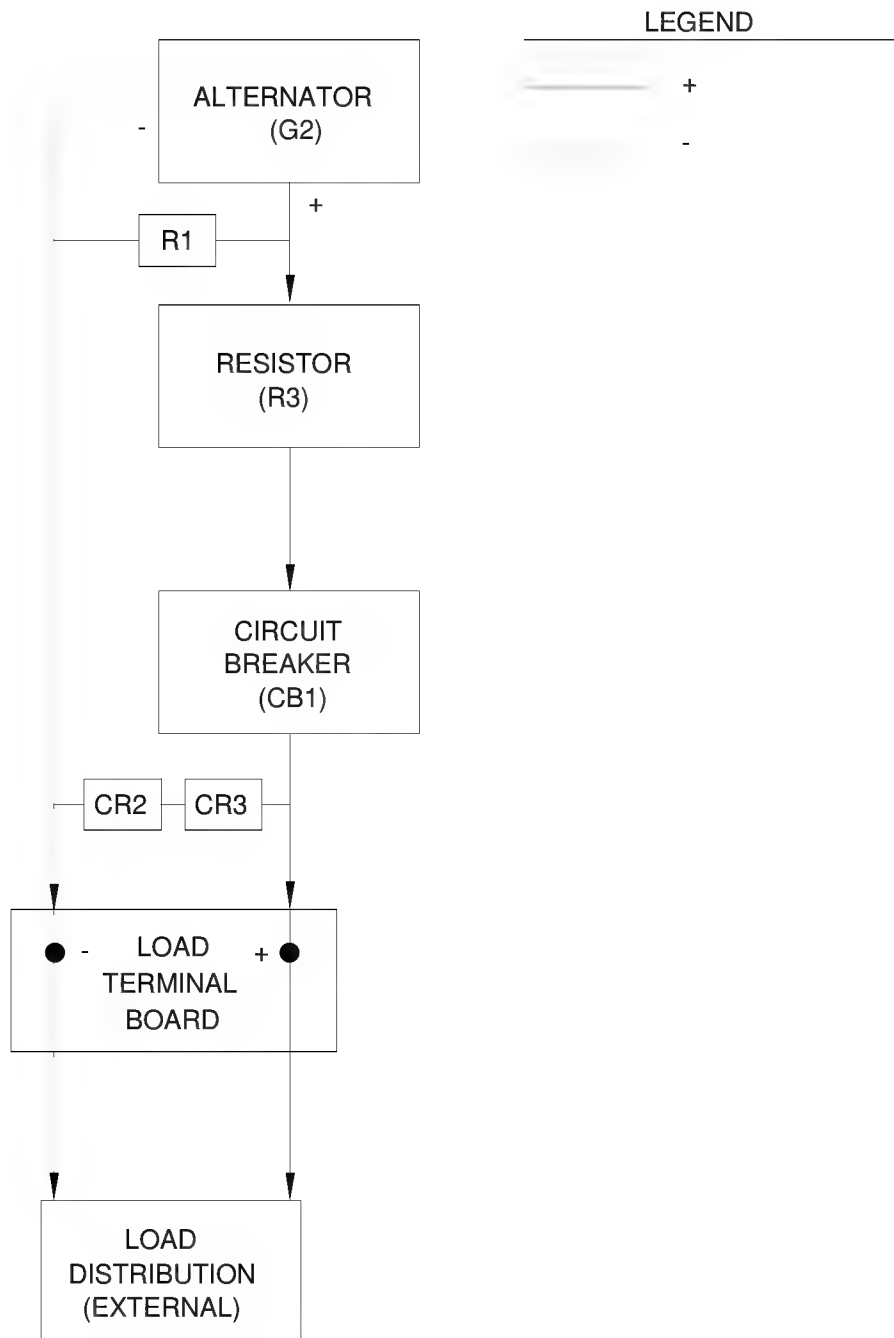 LEGEND
+
-
ALTERNATOR
(G2)
-
+
R1
RESISTOR
(R3)
CIRCUIT
BREAKER
(CB1)
CR2 CR3
- LOAD +
TERMINAL
BOARD
LOAD
DISTRIBUTION
(EXTERNAL)